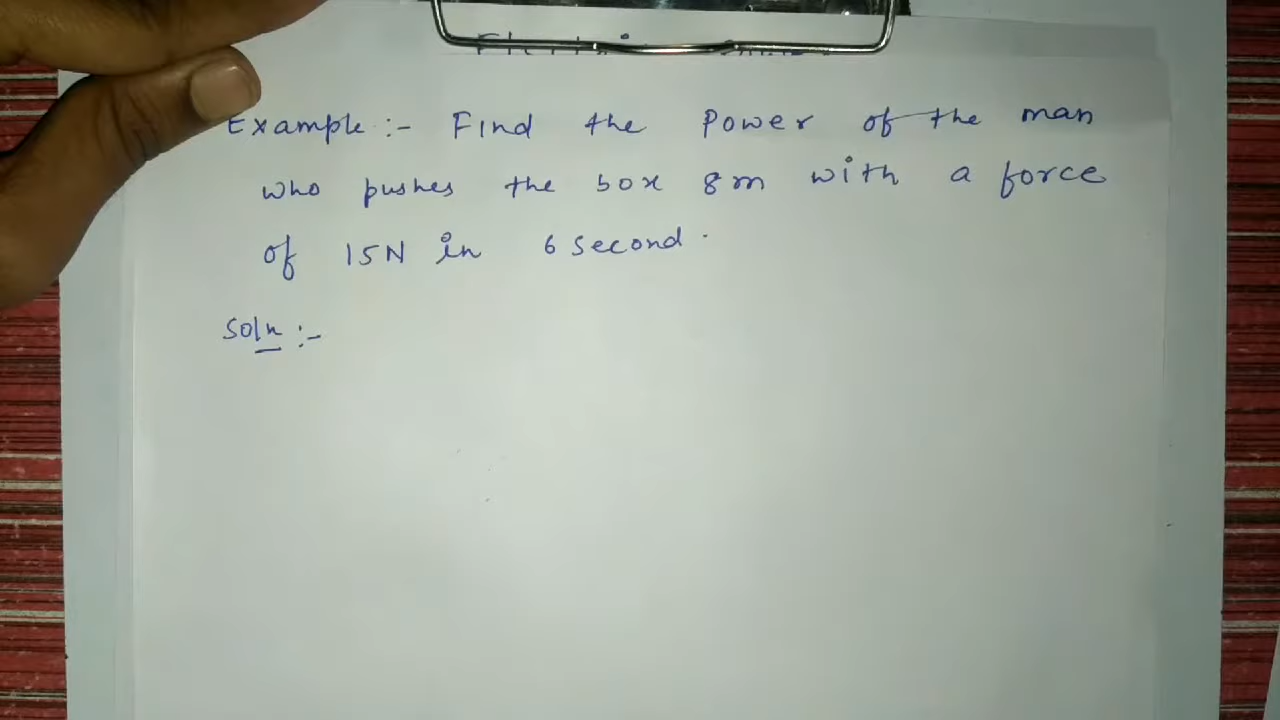 Example :- Find the Power of the man
who pushes the box 8m with a force
of 15N in 6 second.
Soln :-